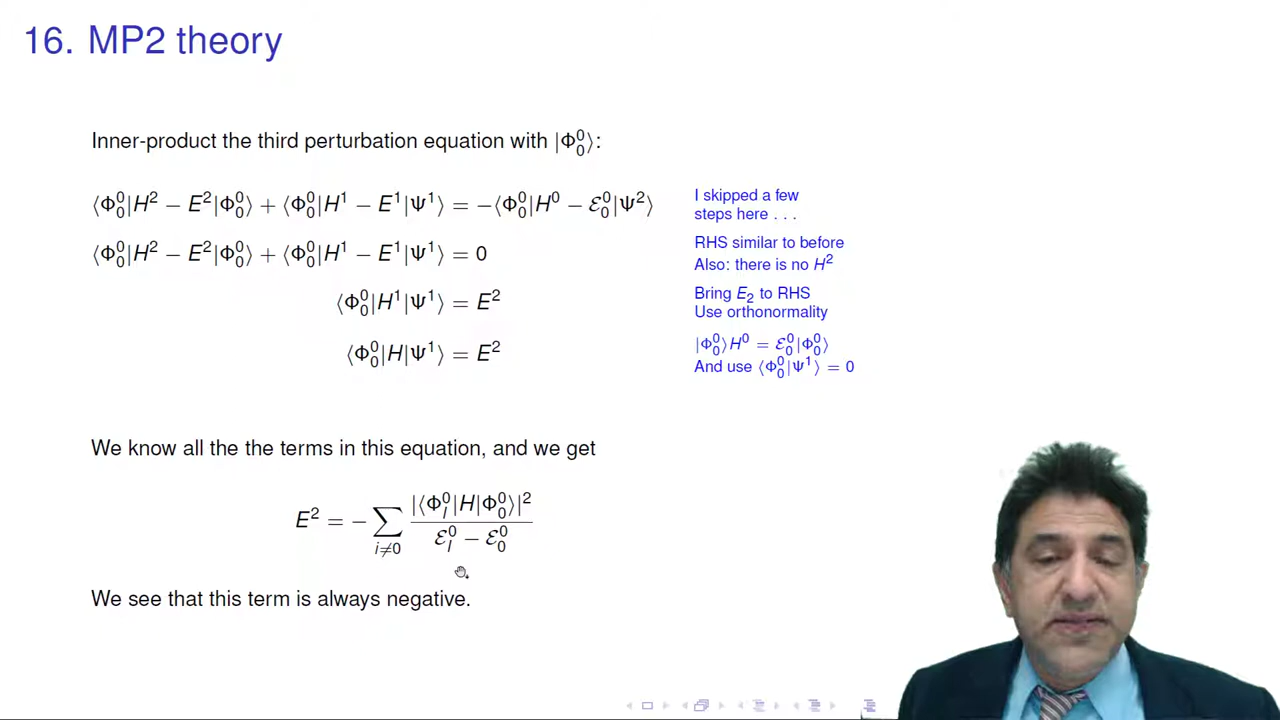 16. MP2 theory
Inner-product the third perturbation equation with |Φ₀⁰⟩:
⟨Φ₀⁰|H² − E²|Φ₀⁰⟩ + ⟨Φ₀⁰|H¹ − E¹|Ψ¹⟩ = −⟨Φ₀⁰|H⁰ − ℰ₀⁰|Ψ²⟩
I skipped a few
steps here . . .
⟨Φ₀⁰|H² − E²|Φ₀⁰⟩ + ⟨Φ₀⁰|H¹ − E¹|Ψ¹⟩ = 0
RHS similar to before
Also: there is no H²
⟨Φ₀⁰|H¹|Ψ¹⟩ = E²
Bring E₂ to RHS
Use orthonormality
⟨Φ₀⁰|H|Ψ¹⟩ = E²
|Φ₀⁰⟩H⁰ = ℰ₀⁰|Φ₀⁰⟩
And use ⟨Φ₀⁰|Ψ¹⟩ = 0
We know all the the terms in this equation, and we get
E² = − ∑_{i≠0} |⟨Φ_I⁰|H|Φ₀⁰⟩|² / (ℰ_I⁰ − ℰ₀⁰)
We see that this term is always negative.